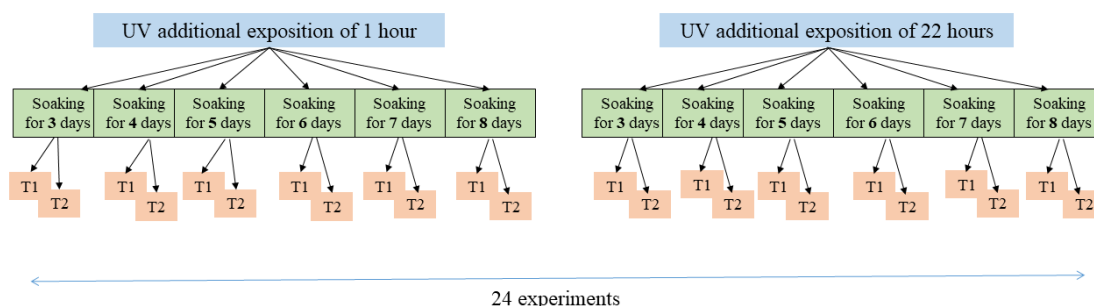 UV additional exposition of 1 hour
UV additional exposition of 22 hours
Soaking
for 3 days
Soaking
for 4 days
Soaking
for 5 days
Soaking
for 6 days
Soaking
for 7 days
Soaking
for 8 days
Soaking
for 3 days
Soaking
for 4 days
Soaking
for 5 days
Soaking
for 6 days
Soaking
for 7 days
Soaking
for 8 days
T1
T2
T1
T2
T1
T2
T1
T2
T1
T2
T1
T2
T1
T2
T1
T2
T1
T2
T1
T2
T1
T2
T1
T2
24 experiments